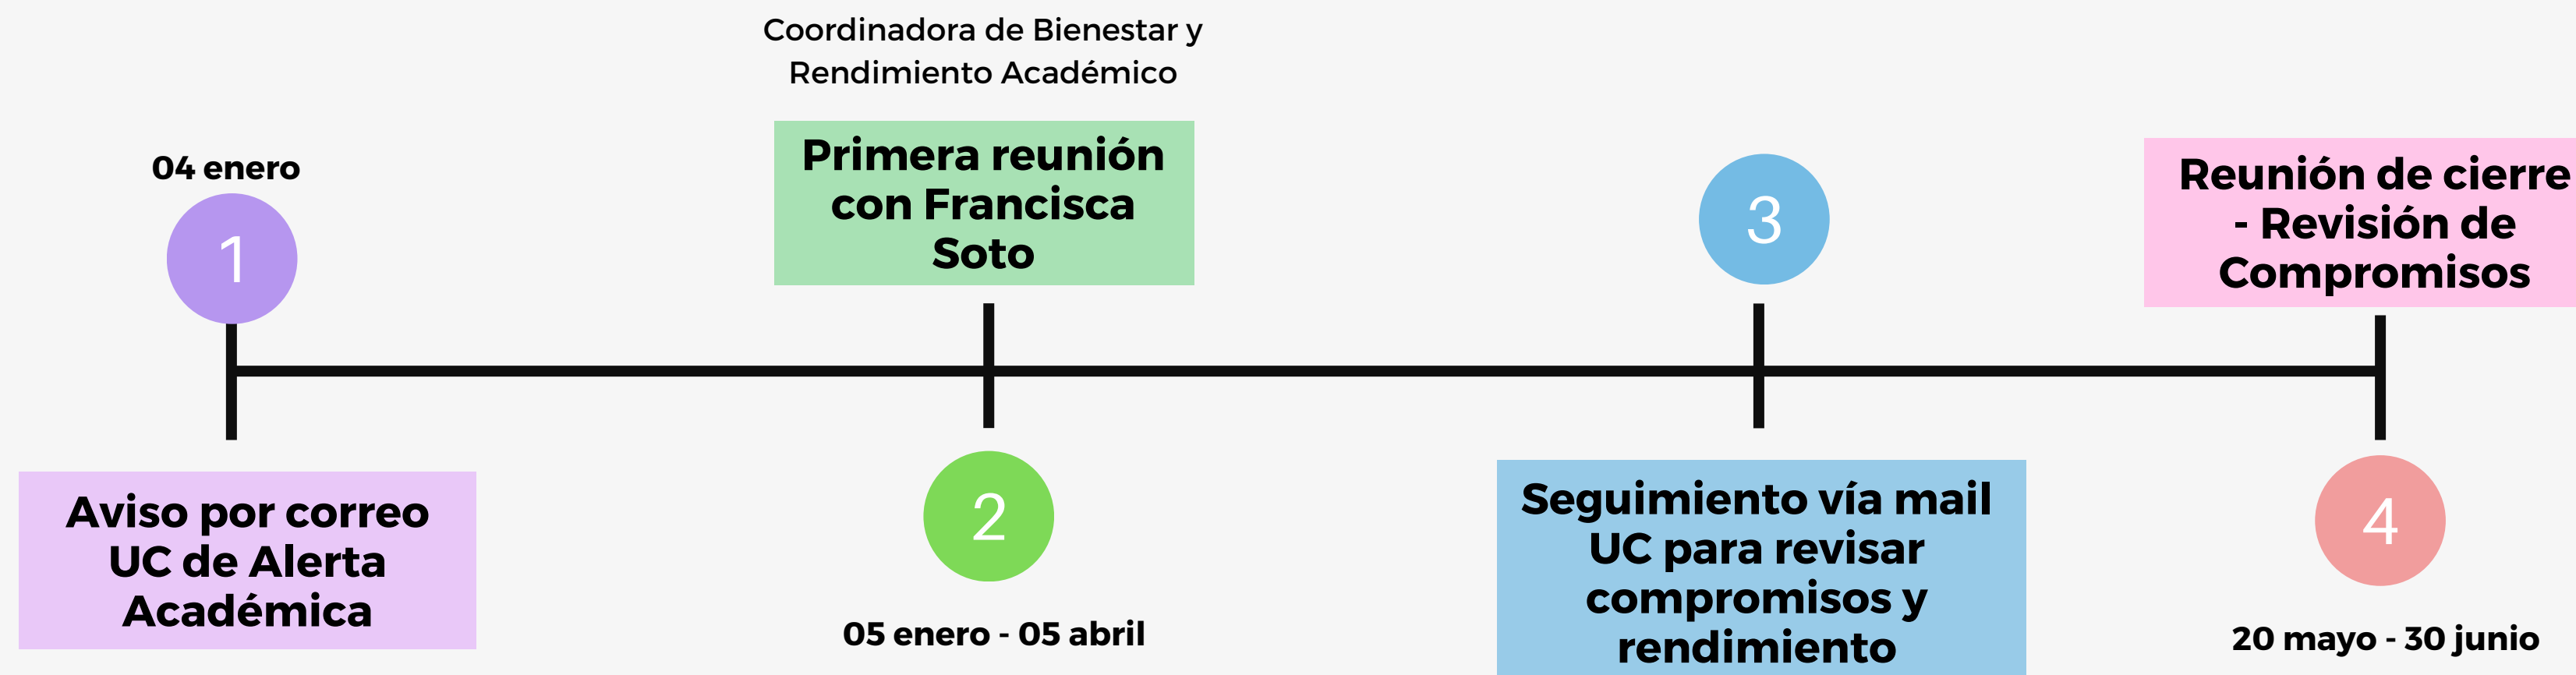 04 enero
1
Aviso por correo
UC de Alerta
Académica
Coordinadora de Bienestar y
Rendimiento Académico
Primera reunión
con Francisca
Soto
2
05 enero - 05 abril
3
Seguimiento vía mail
UC para revisar
compromisos y
rendimiento
Reunión de cierre
- Revisión de
Compromisos
4
20 mayo - 30 junio